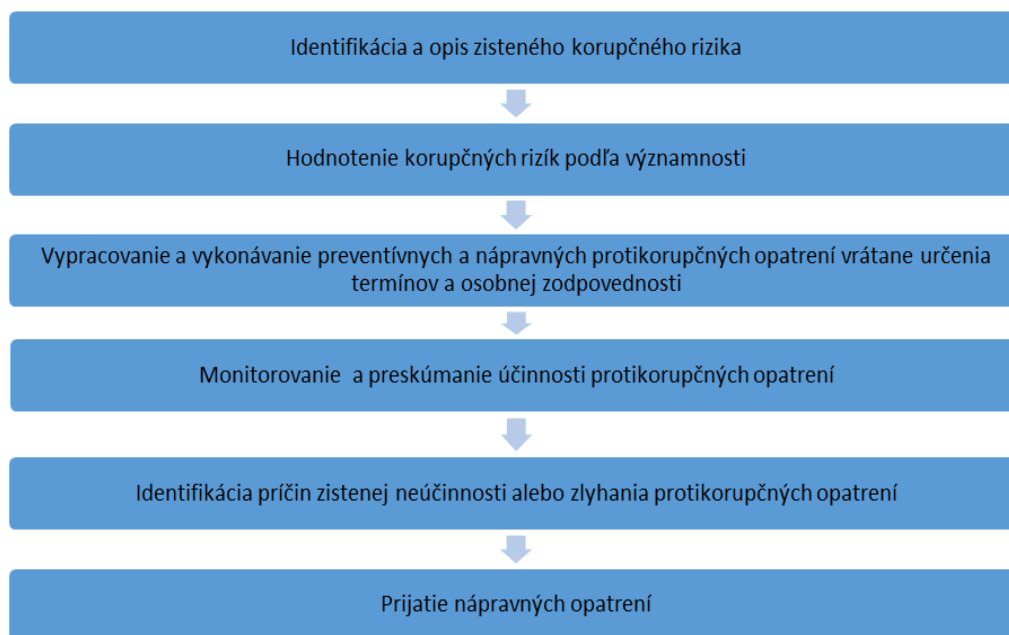 Identifikácia a opis zisteného korupčného rizika
Hodnotenie korupčných rizík podľa významnosti
Vypracovanie a vykonávanie preventívnych a nápravných protikorupčných opatrení vrátane určenia
termínov a osobnej zodpovednosti
Monitorovanie a preskúmanie účinnosti protikorupčných opatrení
Identifikácia príčin zistenej neúčinnosti alebo zlyhania protikorupčných opatrení
Prijatie nápravných opatrení